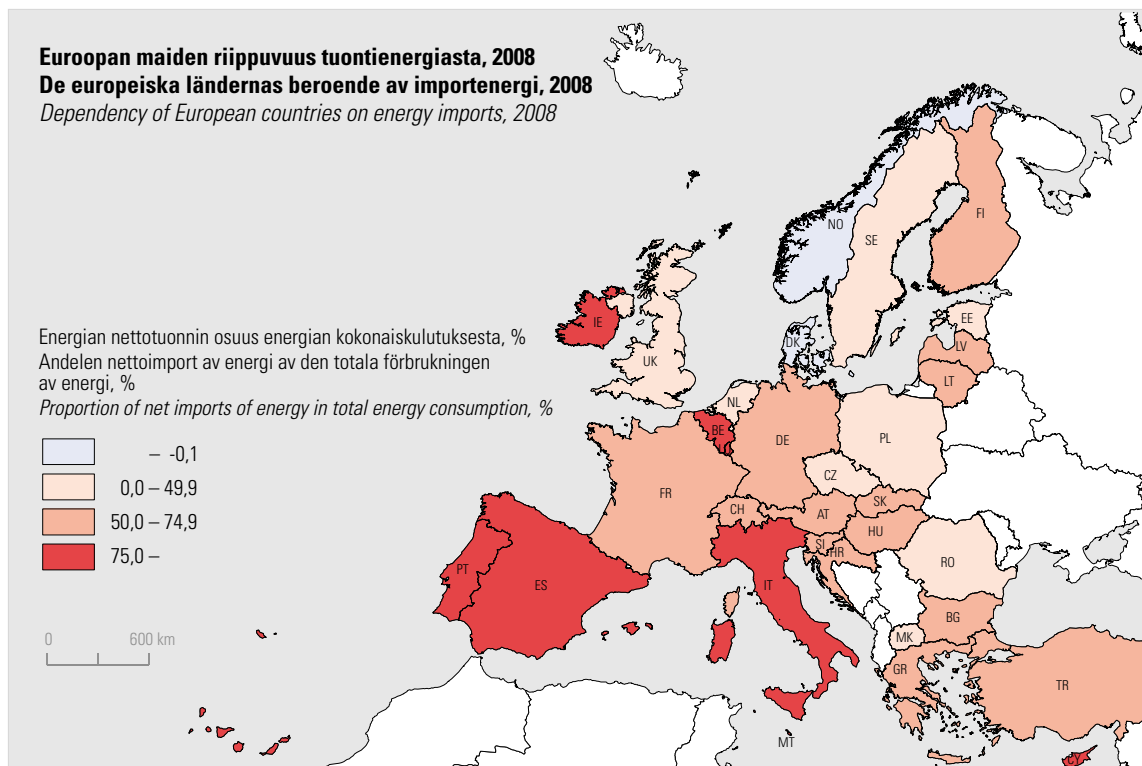 Euroopan maiden riippuvuus tuontienergiasta, 2008
De europeiska ländernas beroende av importenergi, 2008
Dependency of European countries on energy imports, 2008
Energian nettotuonnin osuus energian kokonaiskulutuksesta, %
Andelen nettoimport av energi av den totala förbrukningen
av energi, %
Proportion of net imports of energy in total energy consumption, %
– -0,1
0,0 – 49,9
50,0 – 74,9
75,0 –
0 600 km
NO
SE
FI
EE
LV
LT
DK
IE
UK
NL
BE
LU
DE
PL
CZ
SK
FR
CH
AT
HU
SI
HR
RO
PT
ES
IT
BG
MK
GR
TR
MT
CY